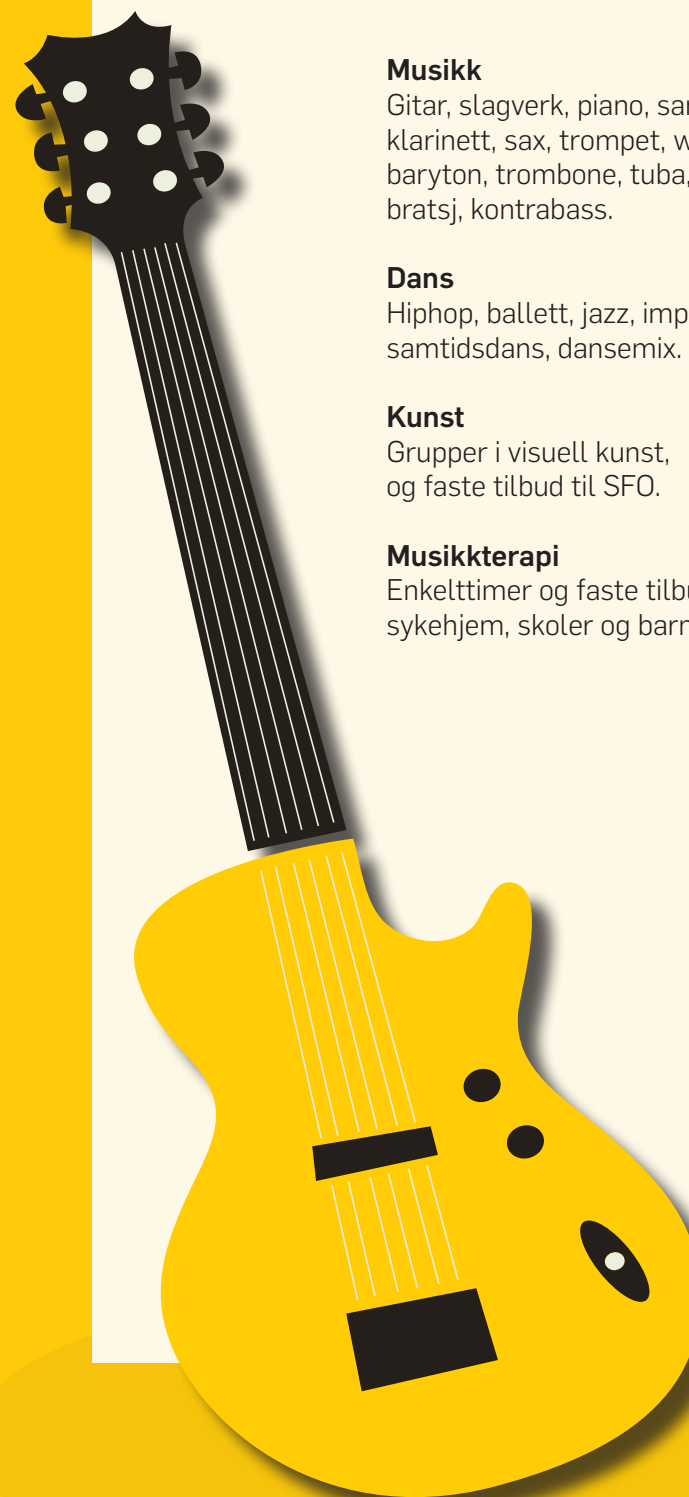 Musikk
Gitar, slagverk, piano,
klarinett, sax, trompet,
baryton, trombone, tuba,
bratsj, kontrabass.
Dans
Hiphop, ballett, jazz,
samtidsdans, dansemix.
Kunst
Grupper i visuell kunst,
og faste tilbud til SFO.
Musikkterapi
Enkelttimer og faste
sykehjem, skoler og